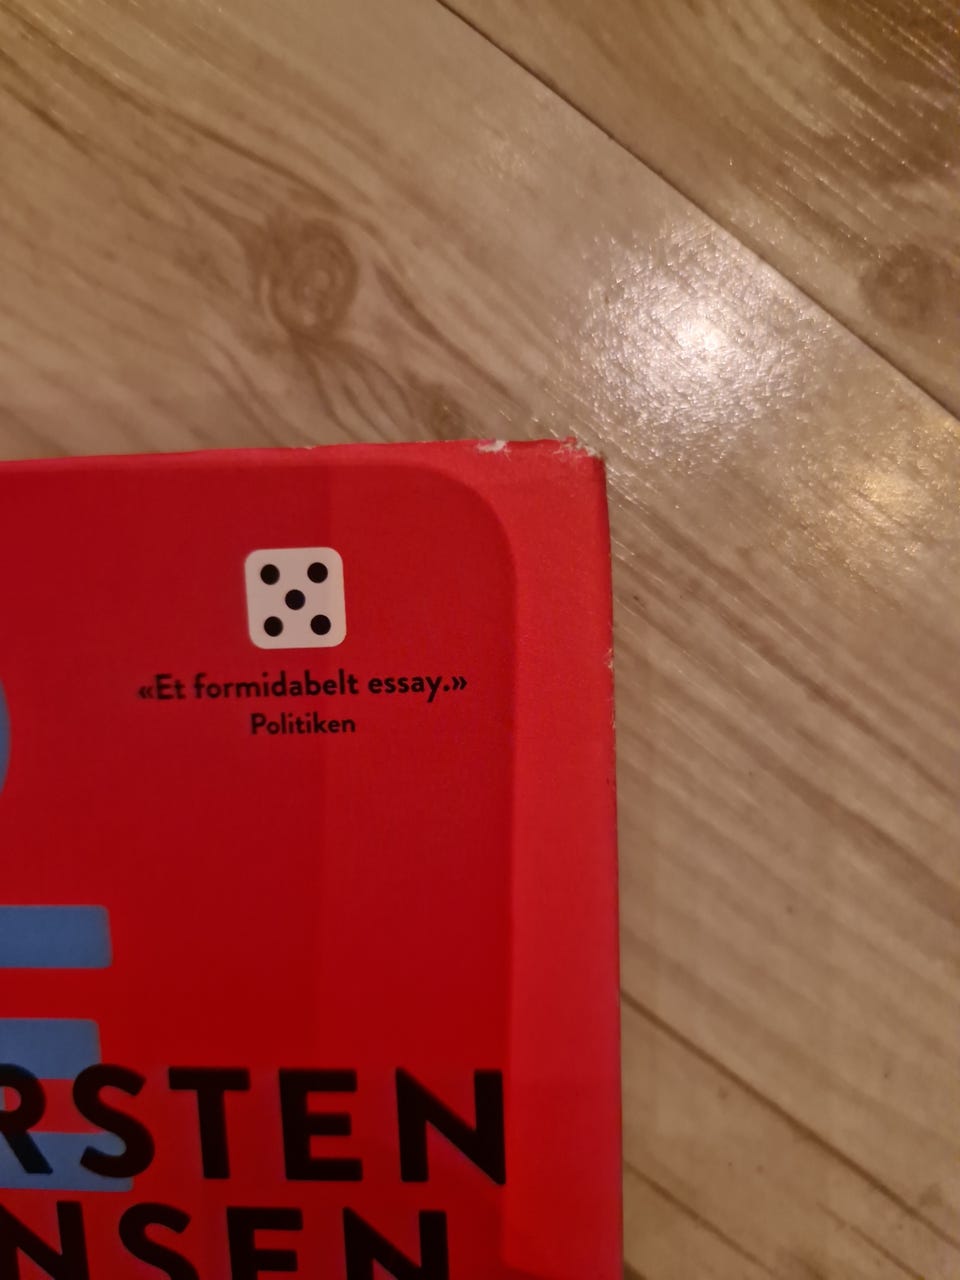 «Et formidabelt essay.»
Politiken
RSTEN
NSEN